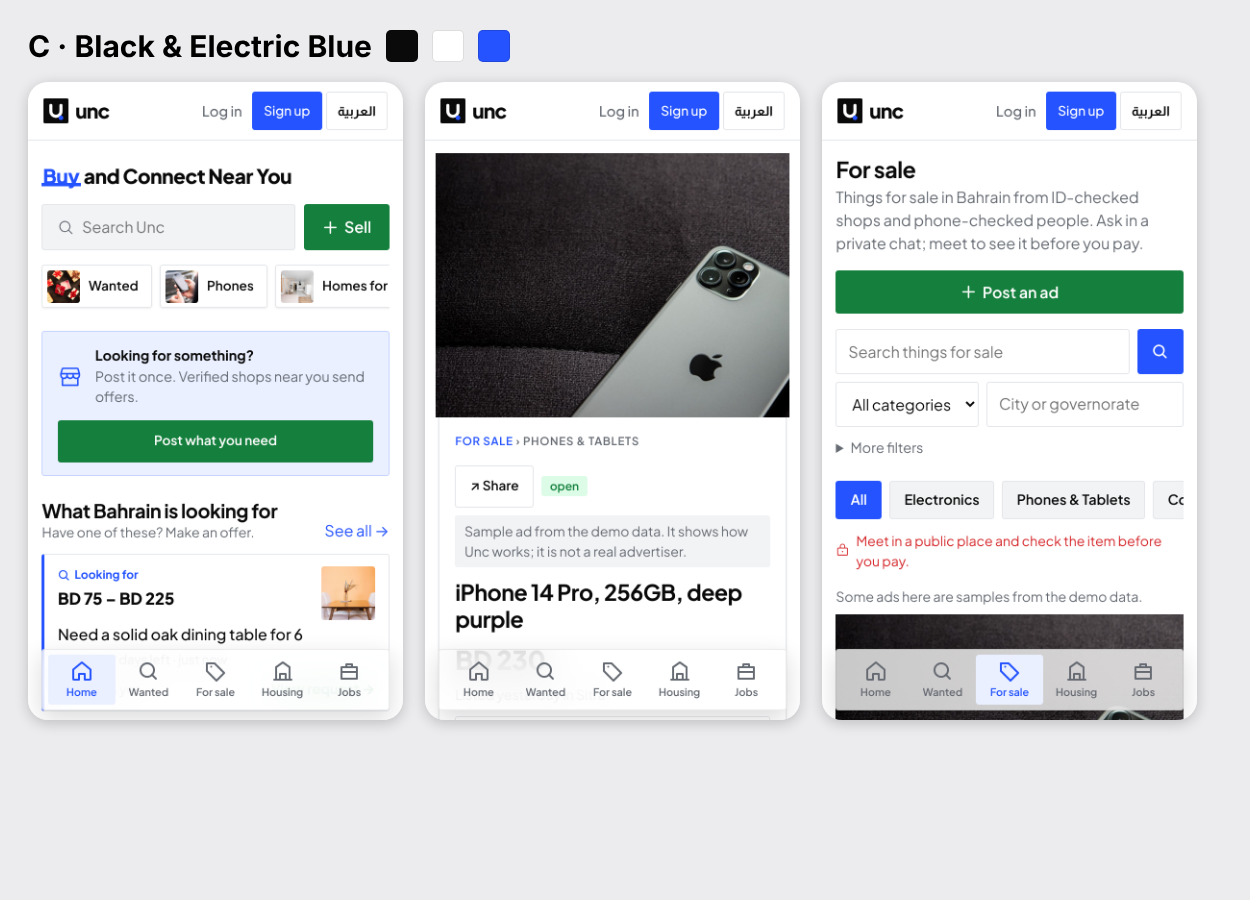 C · Black & Electric Blue
unc
Log in
Sign up
العربية
Buy and Connect Near You
Search Unc
+ Sell
Wanted
Phones
Homes for
Looking for something?
Post it once. Verified shops near you send
offers.
Post what you need
What Bahrain is looking for
Have one of these? Make an offer.
See all →
Looking for
BD 75 – BD 225
Need a solid oak dining table for 6
Home
Wanted
For sale
Housing
Jobs
unc
Log in
Sign up
العربية
FOR SALE › PHONES & TABLETS
↗ Share
open
Sample ad from the demo data. It shows how
Unc works; it is not a real advertiser.
iPhone 14 Pro, 256GB, deep
purple
BD 230
Home
Wanted
For sale
Housing
Jobs
unc
Log in
Sign up
العربية
For sale
Things for sale in Bahrain from ID-checked
shops and phone-checked people. Ask in a
private chat; meet to see it before you pay.
+ Post an ad
Search things for sale
All categories
City or governorate
▶ More filters
All
Electronics
Phones & Tablets
Co
Meet in a public place and check the item before
you pay.
Some ads here are samples from the demo data.
Home
Wanted
For sale
Housing
Jobs